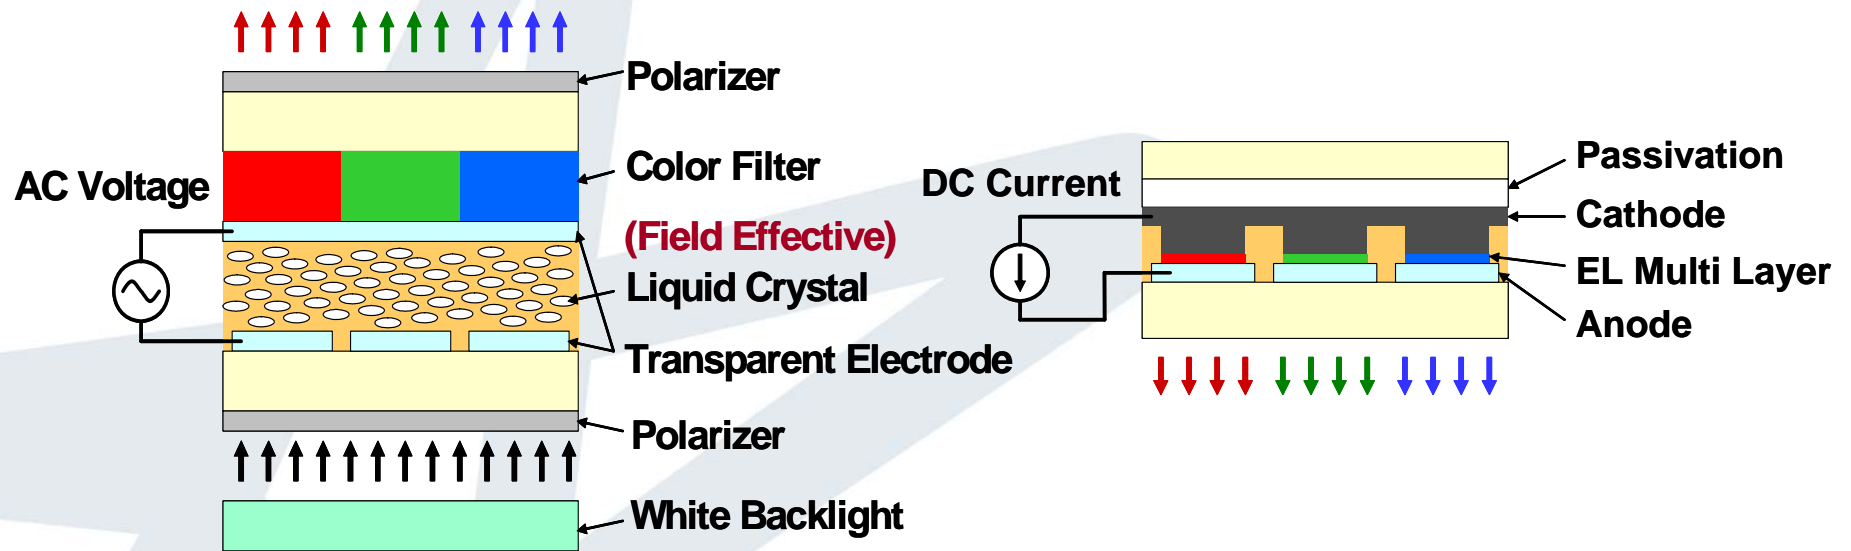 Polarizer
Color Filter
AC Voltage
(Field Effective)
Liquid Crystal
Transparent Electrode
Polarizer
White Backlight
DC Current
Passivation
Cathode
EL Multi Layer
Anode